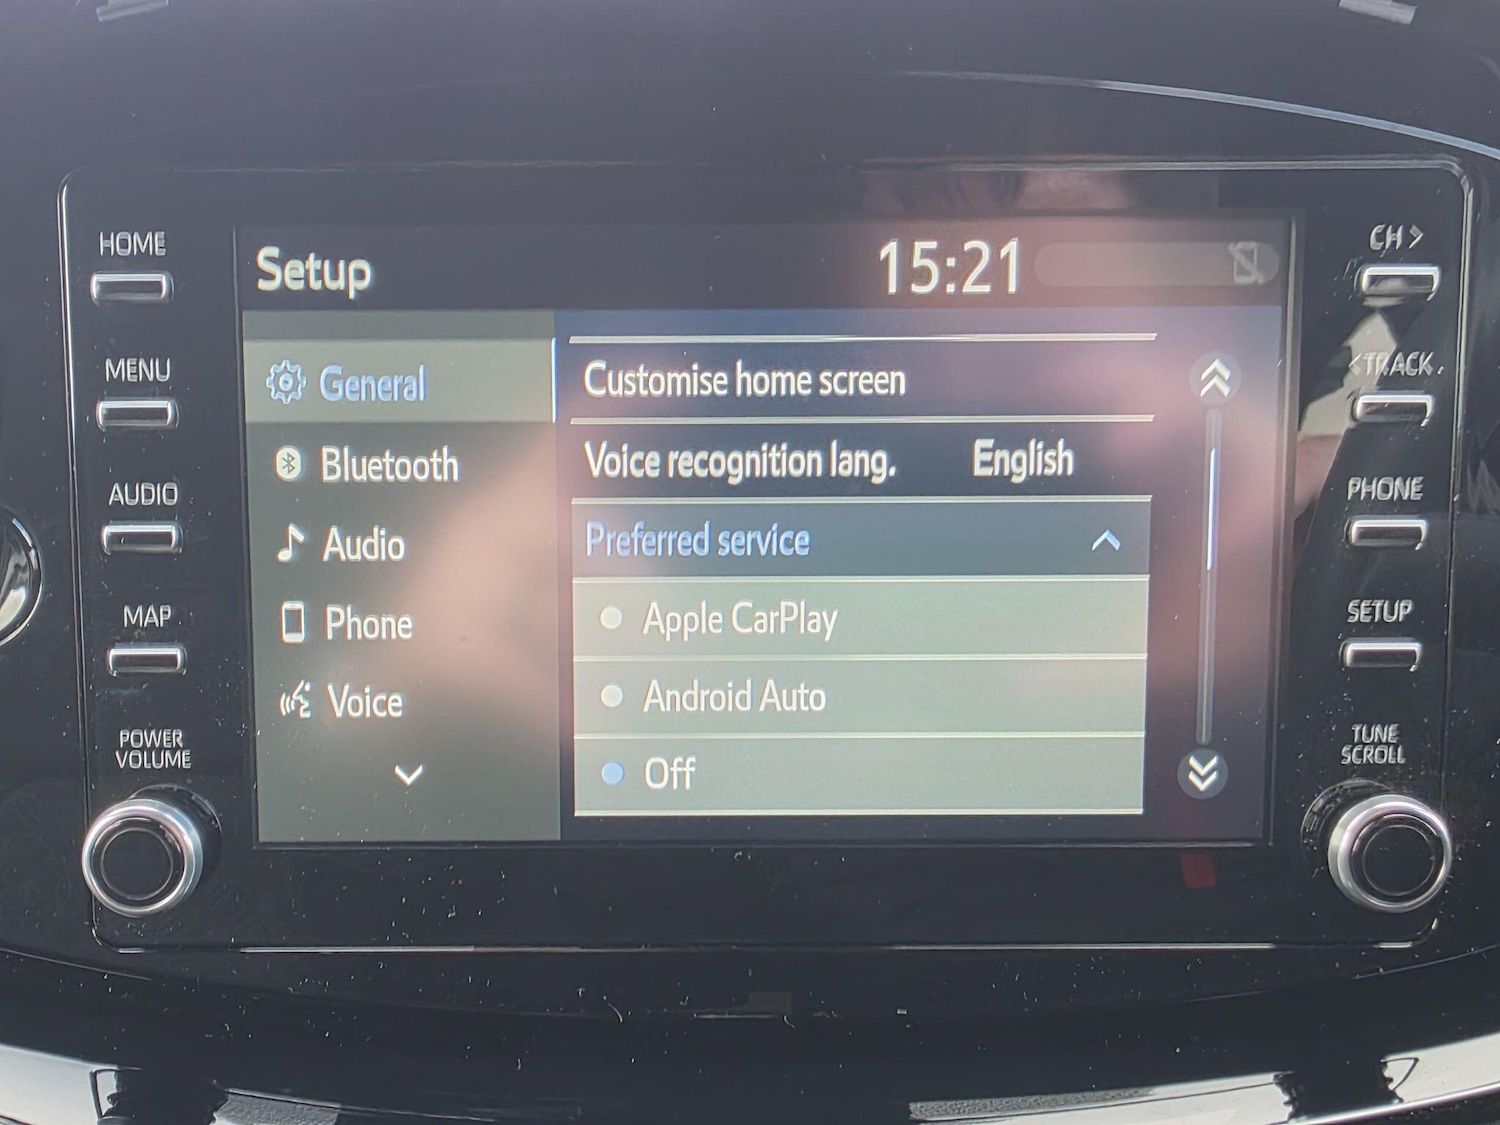 HOME
MENU
AUDIO
MAP
POWER
VOLUME
Setup
15:21
General
Bluetooth
Audio
Phone
Voice
Customise home screen
Voice recognition lang. English
Preferred service
Apple CarPlay
Android Auto
Off
CH >
< TRACK
PHONE
SETUP
TUNE
SCROLL